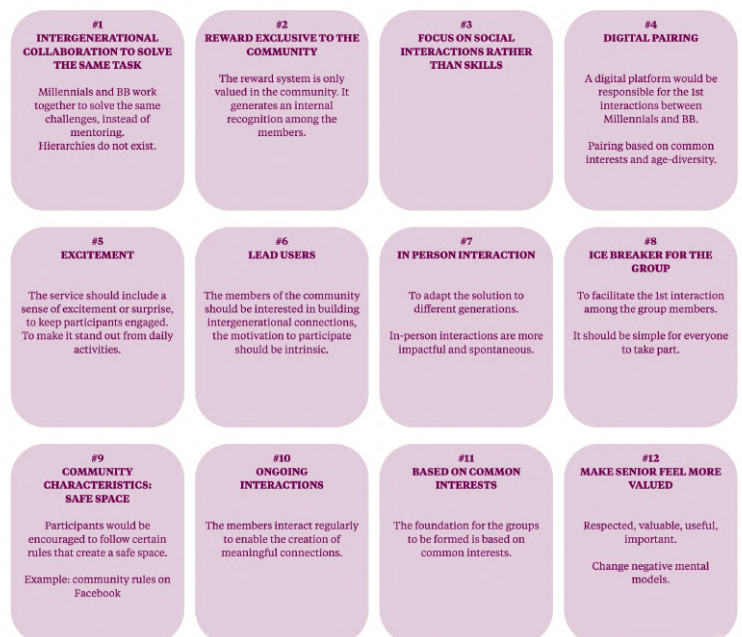 #1
INTERGENERATIONAL
COLLABORATION TO SOLVE
THE SAME TASK
Millennials and BB work
together to solve the same
challenges, instead of
mentoring.
Hierarchies do not exist.
#2
REWARD EXCLUSIVE TO THE
COMMUNITY
The reward system is only
valued in the community. It
generates an internal
recognition among the
members.
#3
FOCUS ON SOCIAL
INTERACTIONS RATHER
THAN SKILLS
#4
DIGITAL PAIRING
A digital platform would be
responsible for the 1st
interactions between
Millennials and BB.
Pairing based on common
interests and age-diversity.
#5
EXCITEMENT
The service should include a
sense of excitement or surprise,
to keep participants engaged.
To make it stand out from daily
activities.
#6
LEAD USERS
The members of the community
should be interested in building
intergenerational connections,
the motivation to participate
should be intrinsic.
#7
IN PERSON INTERACTION
To adapt the solution to
different generations.
In-person interactions are more
impactful and spontaneous.
#8
ICE BREAKER FOR THE
GROUP
To facilitate the 1st interaction
among the group members.
It should be simple for everyone
to take part.
#9
COMMUNITY
CHARACTERISTICS:
SAFE SPACE
Participants would be
encouraged to follow certain
rules that create a safe space.
Example: community rules on
Facebook
#10
ONGOING
INTERACTIONS
The members interact regularly
to enable the creation of
meaningful connections.
#11
BASED ON COMMON
INTERESTS
The foundation for the groups
to be formed is based on
common interests.
#12
MAKE SENIOR FEEL MORE
VALUED
Respected, valuable, useful,
important.
Change negative mental
models.